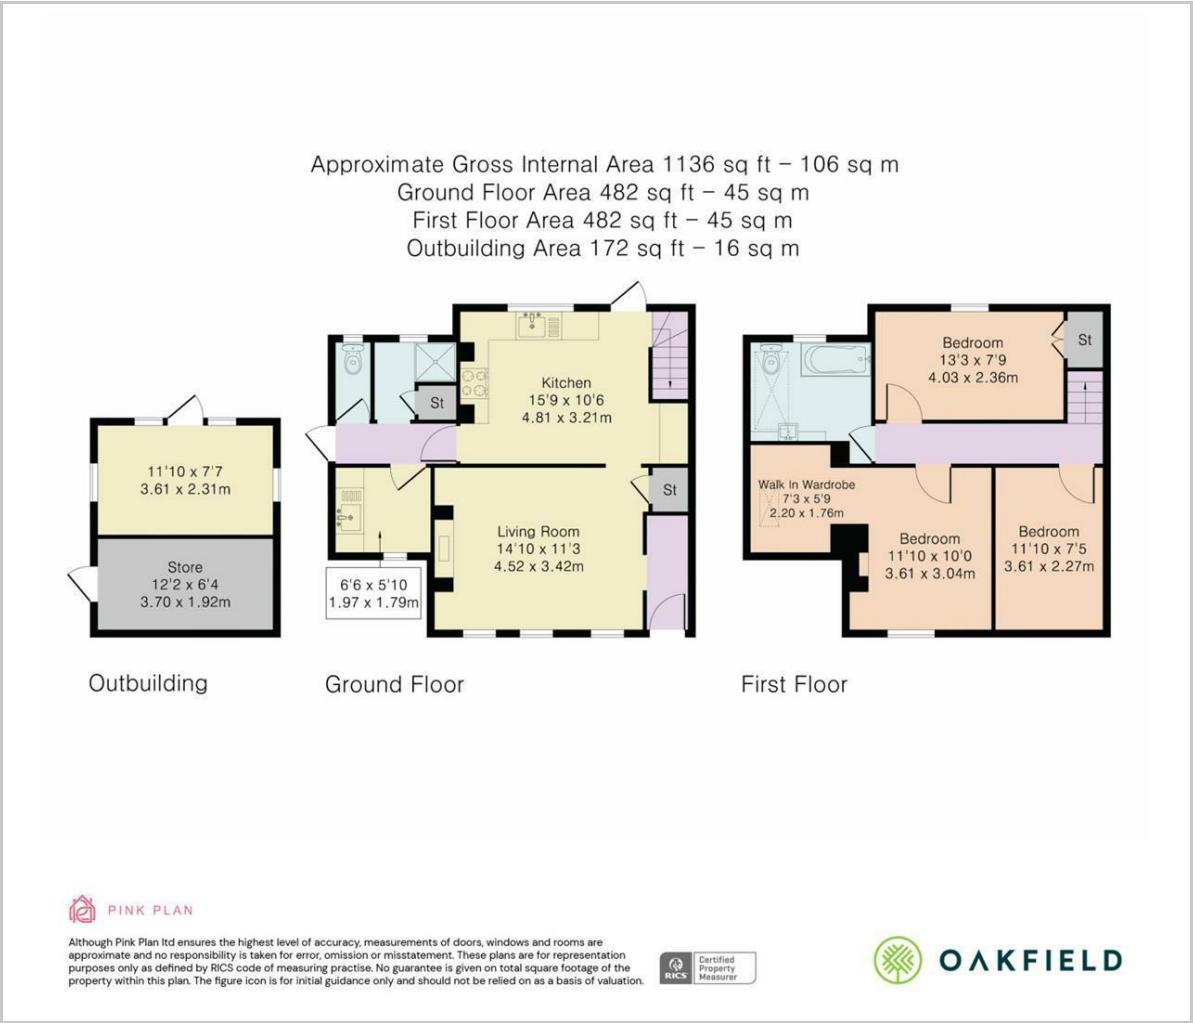 Approximate Gross Internal Area 1136 sq ft – 106 sq m
Ground Floor Area 482 sq ft – 45 sq m
First Floor Area 482 sq ft – 45 sq m
Outbuilding Area 172 sq ft – 16 sq m
11'10 x 7'7
3.61 x 2.31m
Store
12'2 x 6'4
3.70 x 1.92m
Outbuilding
St
Kitchen
15'9 x 10'6
4.81 x 3.21m
St
Living Room
14'10 x 11'3
4.52 x 3.42m
6'6 x 5'10
1.97 x 1.79m
Ground Floor
Bedroom
13'3 x 7'9
4.03 x 2.36m
St
Walk In Wardrobe
7'3 x 5'9
2.20 x 1.76m
Bedroom
11'10 x 10'0
3.61 x 3.04m
Bedroom
11'10 x 7'5
3.61 x 2.27m
First Floor
PINK PLAN
Although Pink Plan ltd ensures the highest level of accuracy, measurements of doors, windows and rooms are
approximate and no responsibility is taken for error, omission or misstatement. These plans are for representation
purposes only as defined by RICS code of measuring practise. No guarantee is given on total square footage of the
property within this plan. The figure icon is for initial guidance only and should not be relied on as a basis of valuation.
RICS
Certified
Property
Measurer
OAKFIELD